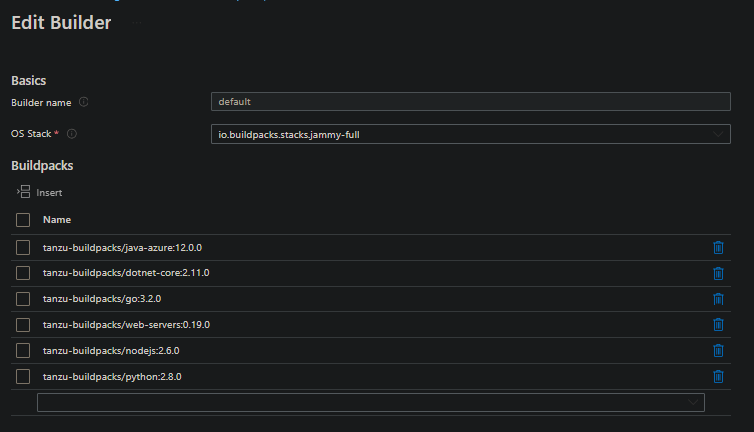 Edit Builder
Basics
Builder name
default
OS Stack *
io.buildpacks.stacks.jammy-full
Buildpacks
Insert
Name
tanzu-buildpacks/java-azure:12.0.0
tanzu-buildpacks/dotnet-core:2.11.0
tanzu-buildpacks/go:3.2.0
tanzu-buildpacks/web-servers:0.19.0
tanzu-buildpacks/nodejs:2.6.0
tanzu-buildpacks/python:2.8.0